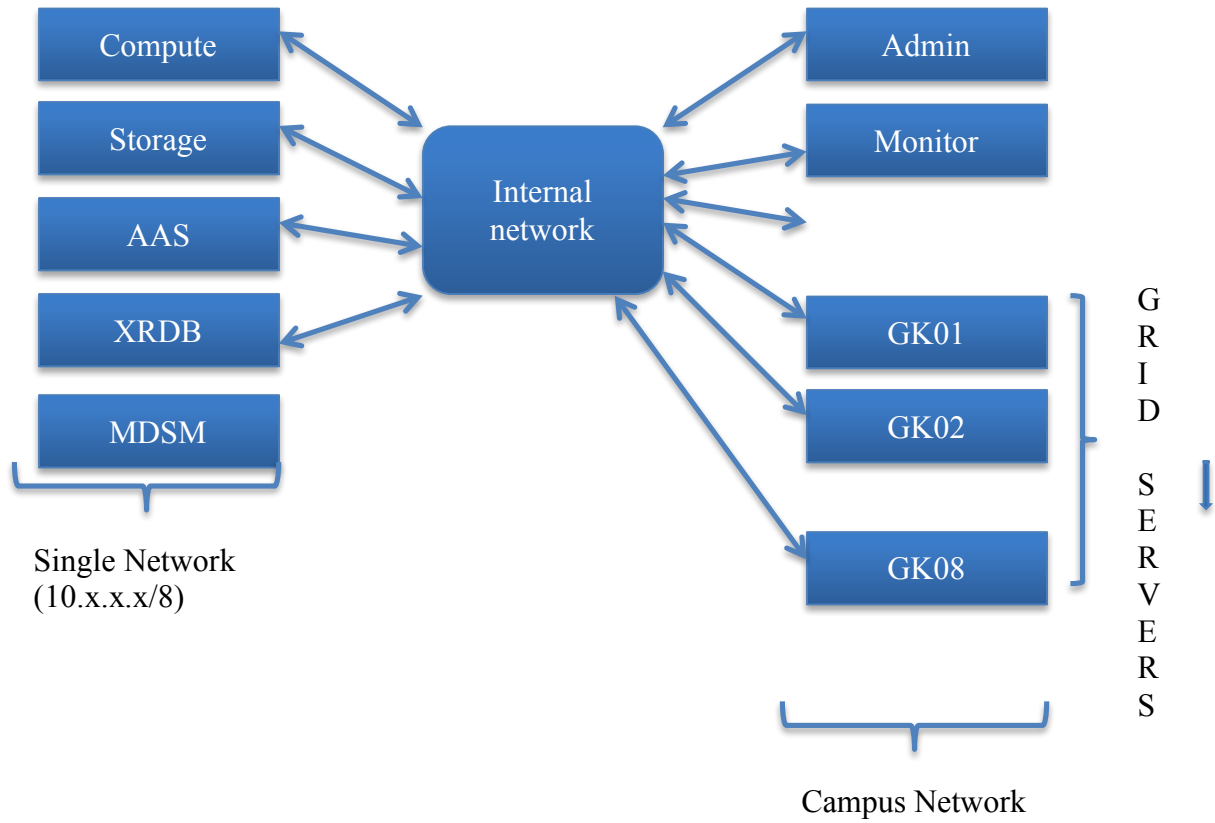 Compute
Storage
AAS
XRDB
MDSM
Single Network
(10.x.x.x/8)
Internal
network
Admin
Monitor
GK01
GK02
GK08
G
R
I
D
S
E
R
V
E
R
S
Campus Network